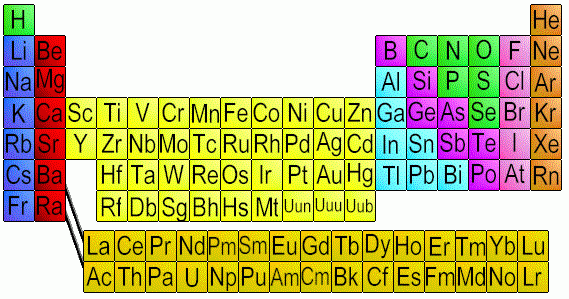 H He
Li Be B C N O F Ne
Na Mg Al Si P S Cl Ar
K Ca Sc Ti V Cr Mn Fe Co Ni Cu Zn Ga Ge As Se Br Kr
Rb Sr Y Zr Nb Mo Tc Ru Rh Pd Ag Cd In Sn Sb Te I Xe
Cs Ba Hf Ta W Re Os Ir Pt Au Hg Tl Pb Bi Po At Rn
Fr Ra Rf Db Sg Bh Hs Mt Uun Uuu Uub
La Ce Pr Nd Pm Sm Eu Gd Tb Dy Ho Er Tm Yb Lu
Ac Th Pa U Np Pu Am Cm Bk Cf Es Fm Md No Lr